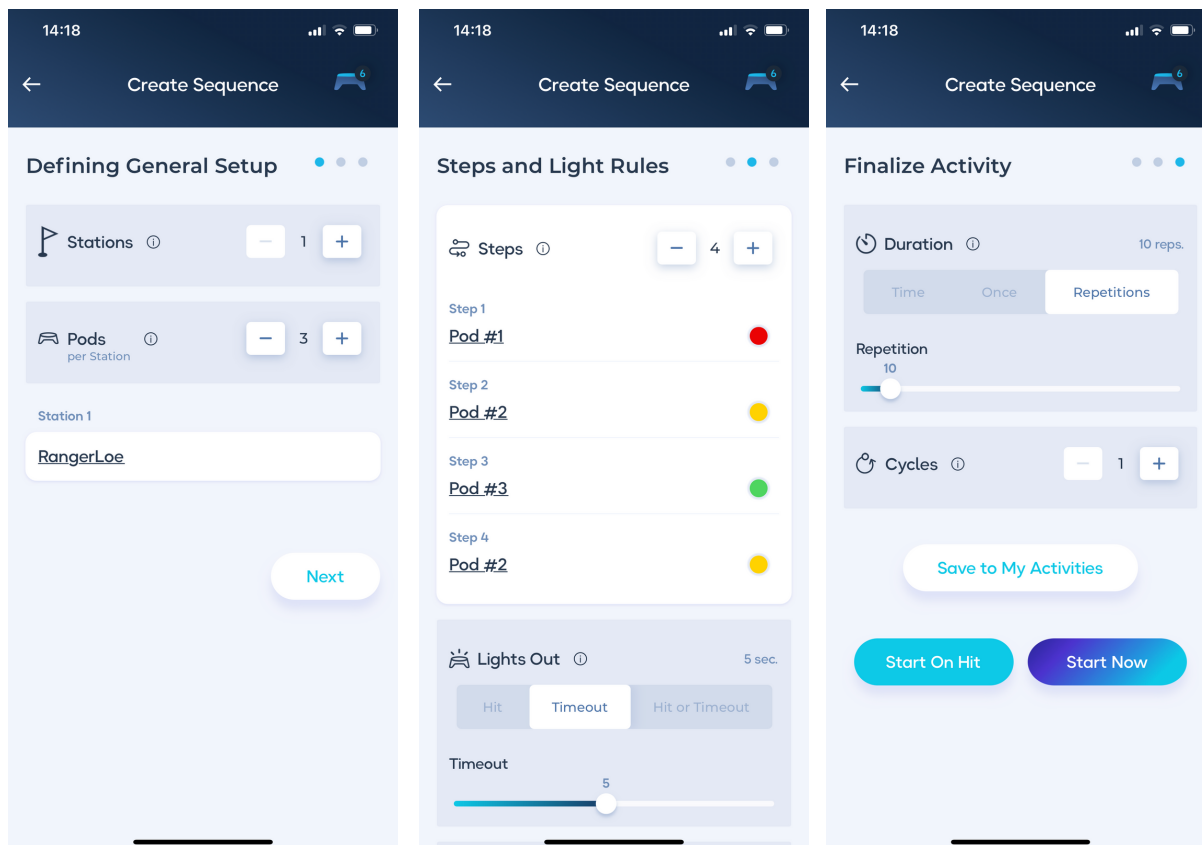 14:18
Create Sequence
6
Defining General Setup
Stations
1
Pods
per Station
3
Station 1
RangerLoe
Next
14:18
Create Sequence
6
Steps and Light Rules
Steps
4
Step 1
Pod #1
Step 2
Pod #2
Step 3
Pod #3
Step 4
Pod #2
Lights Out
5 sec.
Hit
Timeout
Hit or Timeout
Timeout
5
14:18
Create Sequence
6
Finalize Activity
Duration
10 reps.
Time
Once
Repetitions
Repetition
10
Cycles
1
Save to My Activities
Start On Hit
Start Now